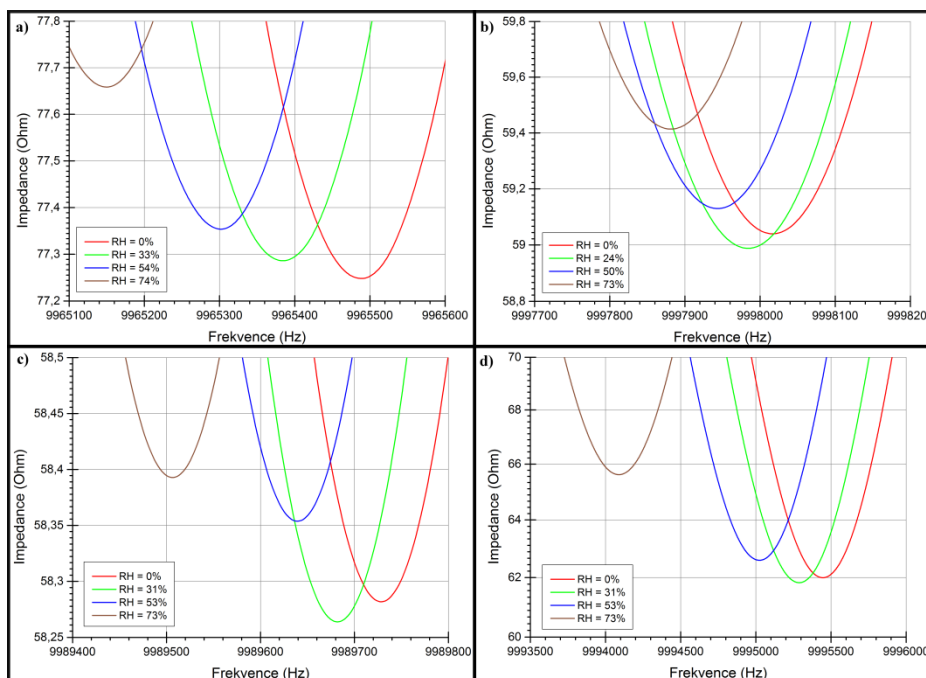 a)
77,8
77,7
77,6
77,5
77,4
77,3
77,2
Impedance (Ohm)
RH = 0%
RH = 33%
RH = 54%
RH = 74%
9965100 9965200 9965300 9965400 9965500 9965600
Frekvence (Hz)
b)
59,8
59,6
59,4
59,2
59
58,8
Impedance (Ohm)
RH = 0%
RH = 24%
RH = 50%
RH = 73%
9997700 9997800 9997900 9998000 9998100 999820
Frekvence (Hz)
c)
58,5
58,45
58,4
58,35
58,3
58,25
Impedance (Ohm)
RH = 0%
RH = 31%
RH = 53%
RH = 73%
9989400 9989500 9989600 9989700 9989800
Frekvence (Hz)
d)
70
68
66
64
62
60
Impedance (Ohm)
RH = 0%
RH = 31%
RH = 53%
RH = 73%
9993500 9994000 9994500 9995000 9995500 9996000
Frekvence (Hz)